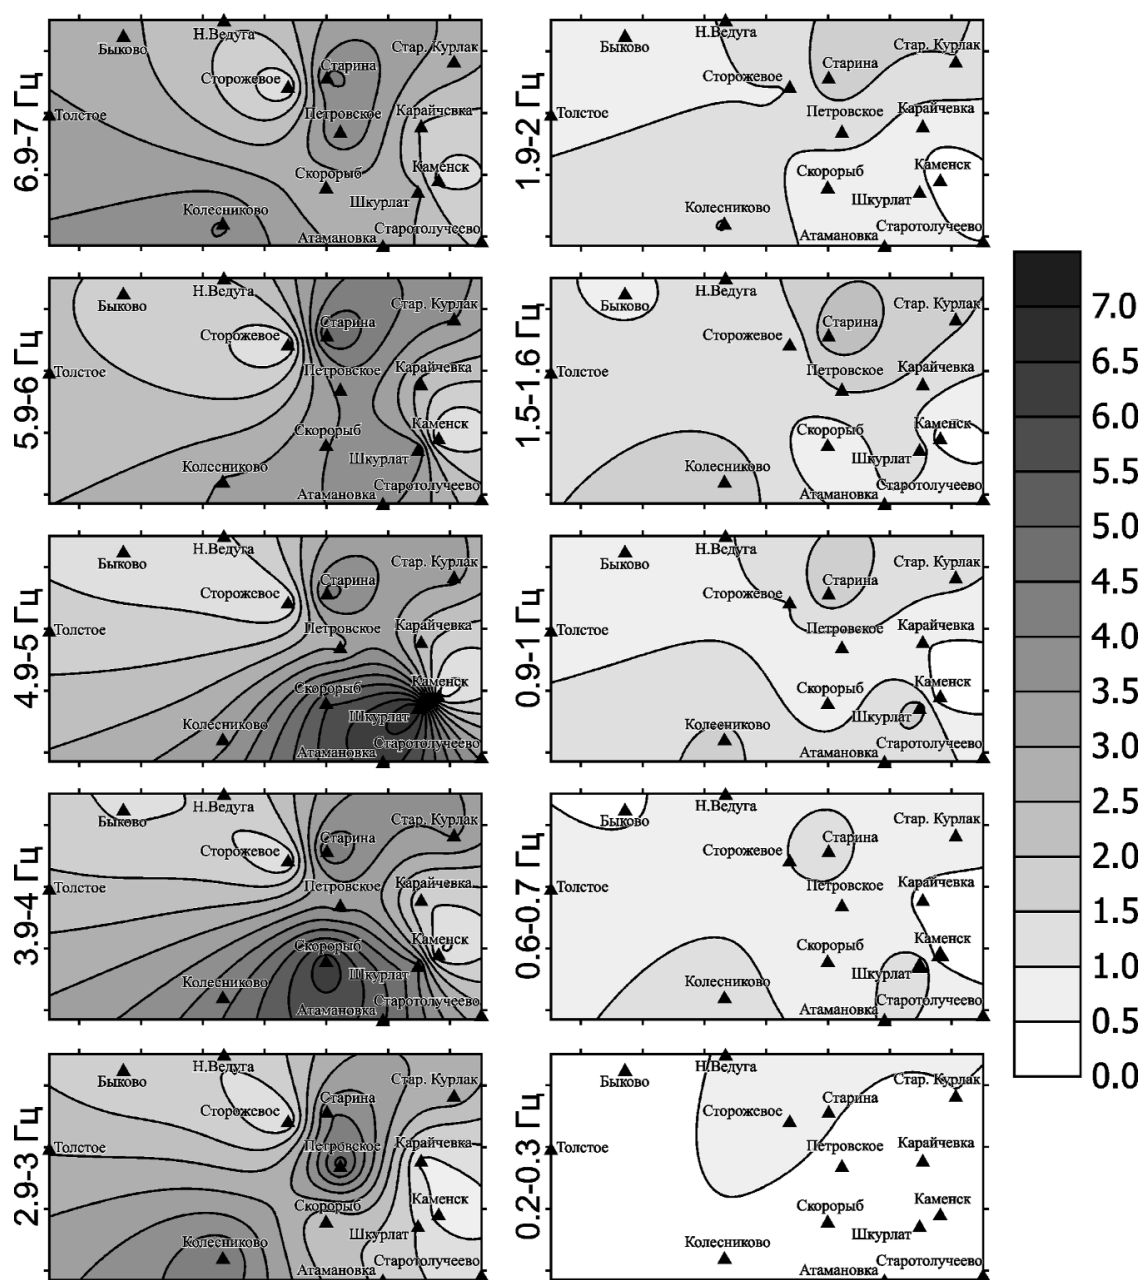 6.9-7 Гц
Быково
Н.Ведуга
Сторожевое
Старина
Стар. Курлак
Толстое
Петровское
Карайчевка
Скорорыб
Каменск
Шкурлат
Колесниково
Атамановка
Старотолучеево
1.9-2
Быково
Н.Ведуга
Сторожевое
Старина
Стар. Курлак
Толстое
Петровское
Карайчевка
Скорорыб
Каменск
Шкурлат
Колесниково
Атамановка
Старотолучеево
5.9-6 Гц
Быково
Н.Ведуга
Сторожевое
Старина
Стар. Курлак
Толстое
Петровское
Карайчевка
Скорорыб
Каменск
Шкурлат
Колесниково
Атамановка
Старотолучеево
1.5-1.6 Гц
Быково
Н.Ведуга
Сторожевое
Старина
Стар. Курлак
Толстое
Петровское
Карайчевка
Скорорыб
Каменск
Шкурлат
Колесниково
Атамановка
Старотолучеево
4.9-5 Гц
Быково
Н.Ведуга
Сторожевое
Старина
Стар. Курлак
Толстое
Петровское
Карайчевка
Скорорыб
Каменск
Шкурлат
Колесниково
Атамановка
Старотолучеево
0.9-1 Гц
Быково
Н.Ведуга
Сторожевое
Старина
Стар. Курлак
Толстое
Петровское
Карайчевка
Скорорыб
Каменск
Шкурлат
Колесниково
Атамановка
Старотолучеево
3.9-4 Гц
Быково
Н.Ведуга
Сторожевое
Старина
Стар. Курлак
Толстое
Петровское
Карайчевка
Скорорыб
Каменск
Шкурлат
Колесниково
Атамановка
Старотолучеево
0.6-0.7 Гц
Быково
Н.Ведуга
Сторожевое
Старина
Стар. Курлак
Толстое
Петровское
Карайчевка
Скорорыб
Каменск
Шкурлат
Колесниково
Атамановка
Старотолучеево
2.9-3 Гц
Быково
Н.Ведуга
Сторожевое
Старина
Стар. Курлак
Толстое
Петровское
Карайчевка
Скорорыб
Каменск
Шкурлат
Колесниково
Атамановка
Старотолучеево
0.2-0.3 Гц
Быково
Н.Ведуга
Сторожевое
Старина
Стар. Курлак
Толстое
Петровское
Карайчевка
Скорорыб
Каменск
Шкурлат
Колесниково
Атамановка
Старотолучеево
7.0
6.5
6.0
5.5
5.0
4.5
4.0
3.5
3.0
2.5
2.0
1.5
1.0
0.5
0.0